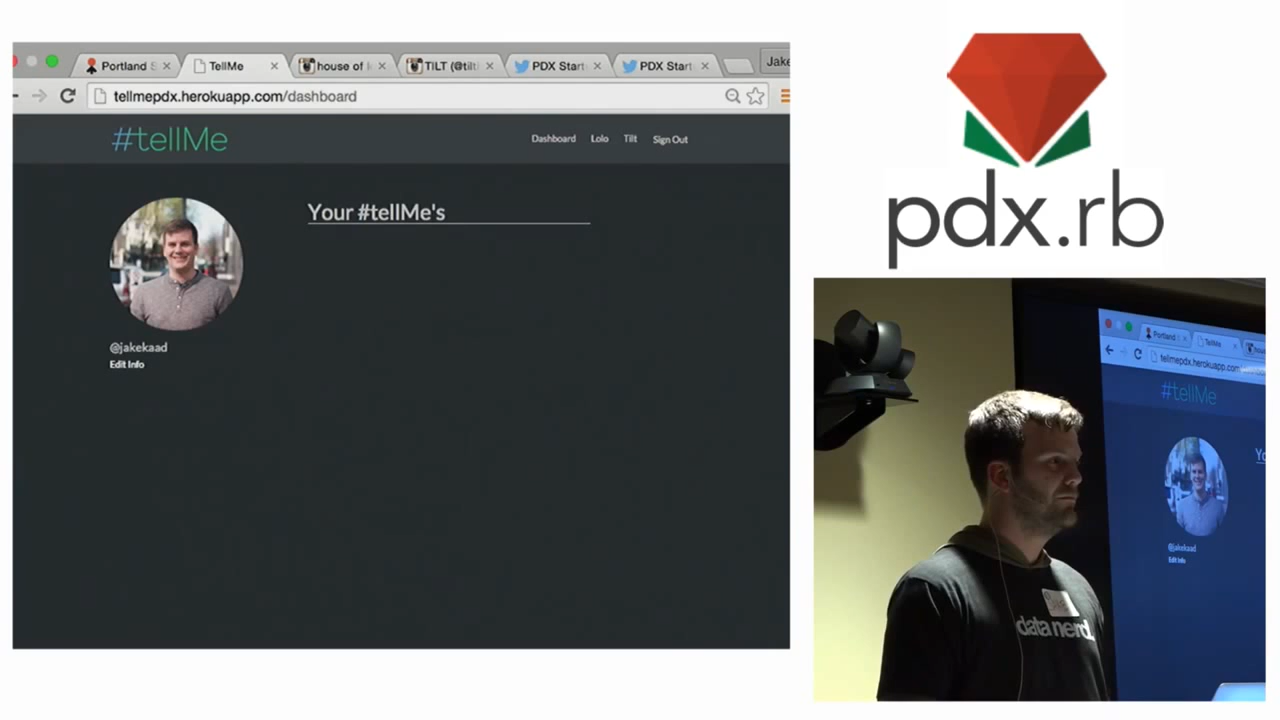 Portland S
TellMe
house of l
TILT (@tilt
PDX Start
PDX Start
Jake
tellmepdx.herokuapp.com/dashboard
#tellMe
Dashboard
Lolo
Tilt
Sign Out
Your #tellMe's
@jakekaad
Edit Info
pdx.rb
Portland
TellMe
house
tellmepdx.herokuapp.com/
#tellMe
Yo
@jakekaad
Edit Info
data nerd.